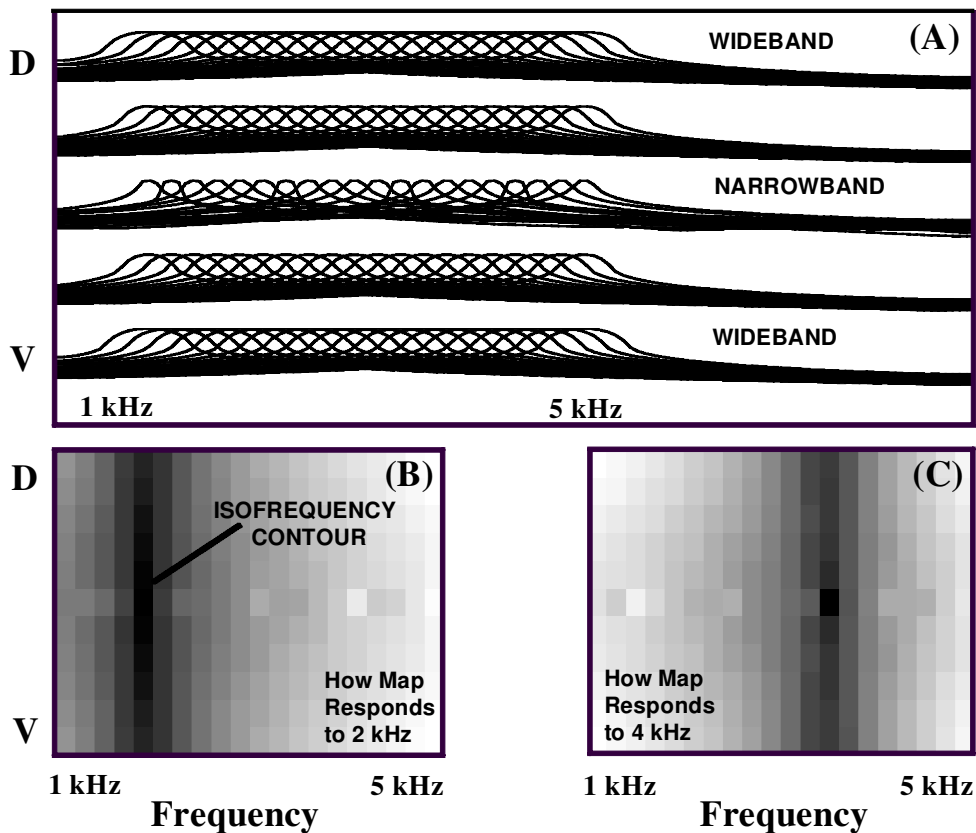 D
WIDEBAND
(A)
NARROWBAND
V
WIDEBAND
1 kHz
5 kHz
D
(B)
ISOFREQUENCY
CONTOUR
How Map
Responds
to 2 kHz
V
1 kHz
5 kHz
Frequency
(C)
How Map
Responds
to 4 kHz
1 kHz
5 kHz
Frequency